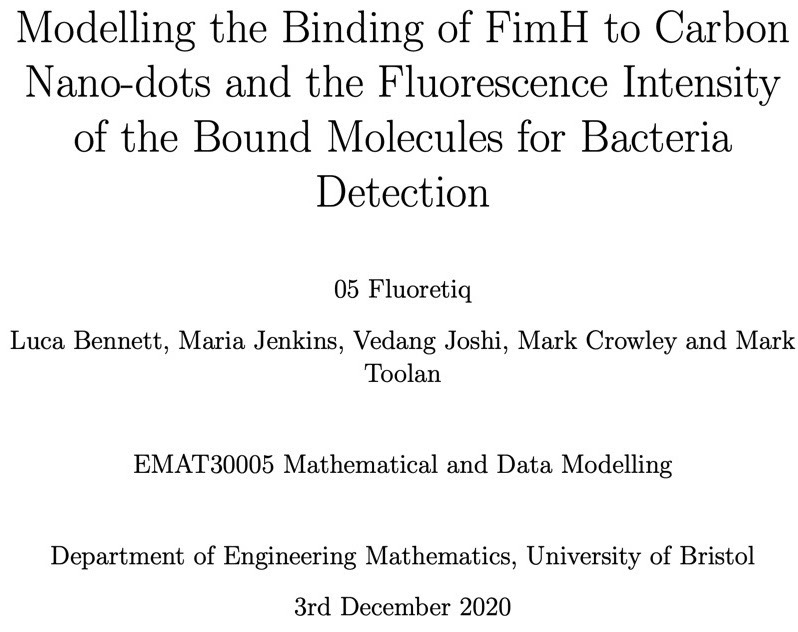 Modelling the Binding of FimH to Carbon
Nano-dots and the Fluorescence Intensity
of the Bound Molecules for Bacteria
Detection
05 Fluoretiq
Luca Bennett, Maria Jenkins, Vedang Joshi, Mark Crowley and Mark
Toolan
EMAT30005 Mathematical and Data Modelling
Department of Engineering Mathematics, University of Bristol
3rd December 2020